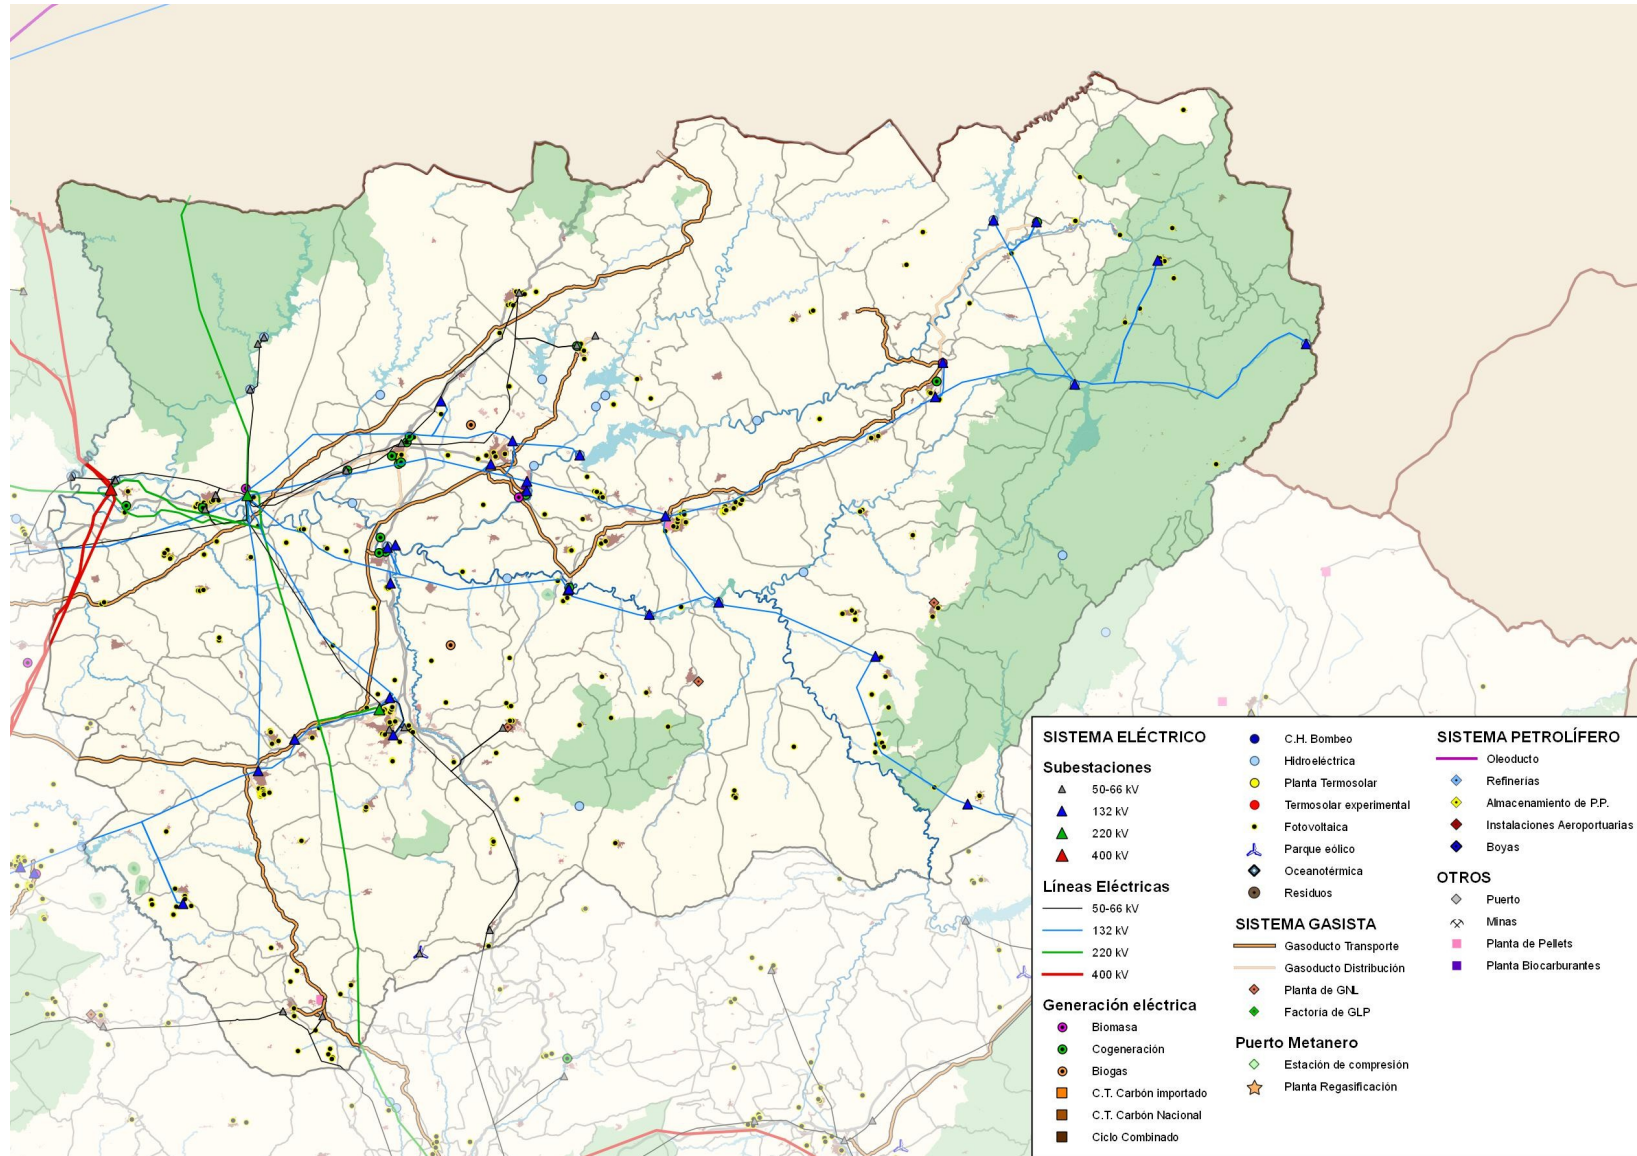 SISTEMA ELÉCTRICO
Subestaciones
50-66 kV
132 kV
220 kV
400 kV
Líneas Eléctricas
50-66 kV
132 kV
220 kV
400 kV
Generación eléctrica
Biomasa
Cogeneración
Biogas
C.T. Carbón importado
C.T. Carbón Nacional
Ciclo Combinado
C.H. Bombeo
Hidroeléctrica
Planta Termosolar
Termosolar experimental
Fotovoltaica
Parque eólico
Oceanotérmica
Residuos
SISTEMA GASISTA
Gasoducto Transporte
Gasoducto Distribución
Planta de GNL
Factoría de GLP
Puerto Metanero
Estación de compresión
Planta Regasificación
SISTEMA PETROLÍFERO
Oleoducto
Refinerías
Almacenamiento de P.P.
Instalaciones Aeroportuarias
Boyas
OTROS
Puerto
Minas
Planta de Pellets
Planta Biocarburantes